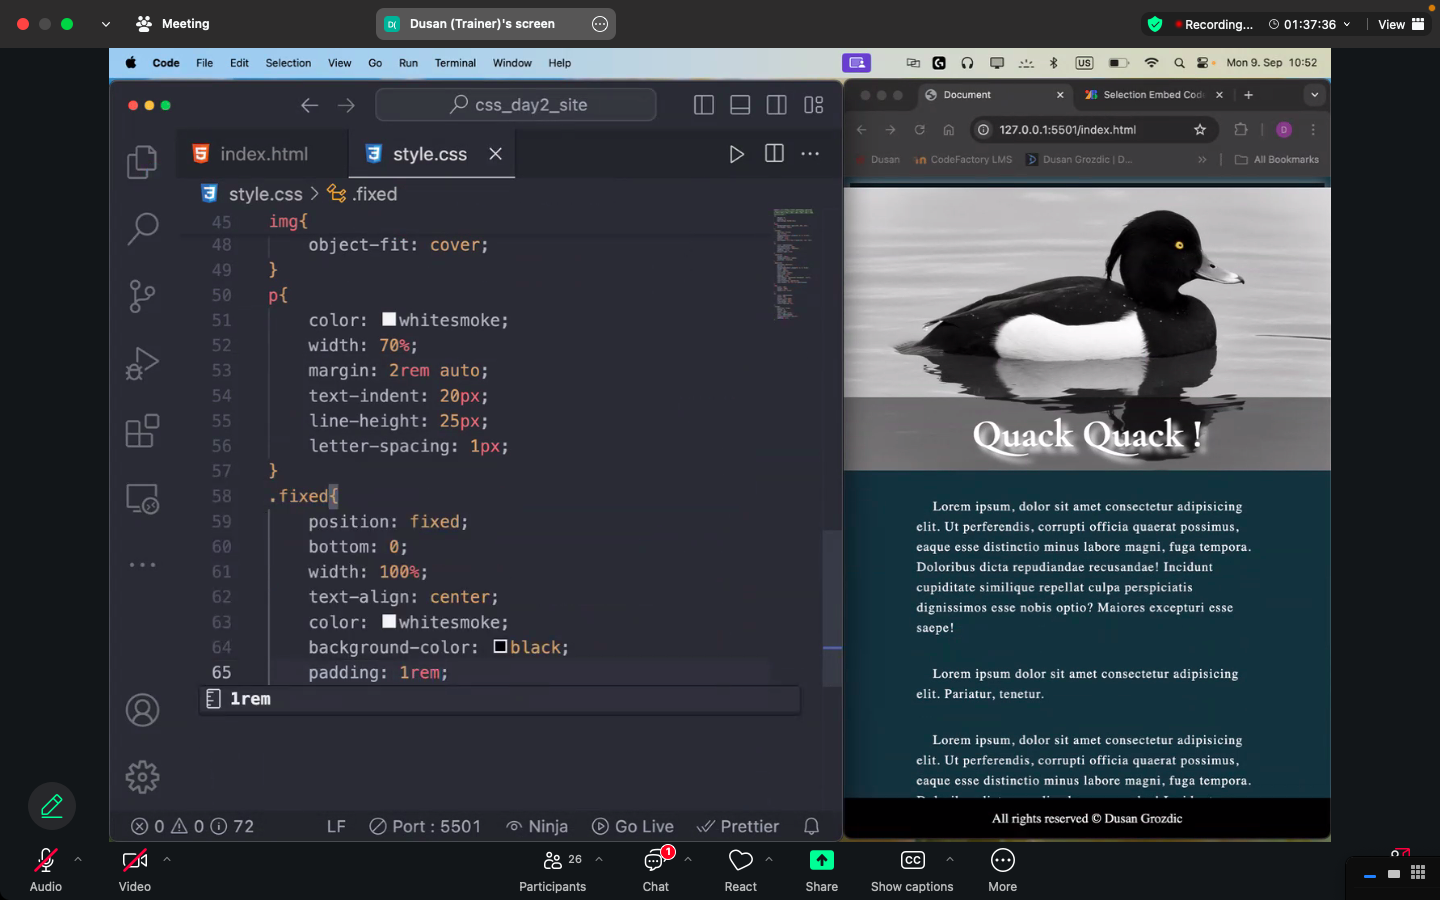 Meeting
D( Dusan (Trainer)'s screen
Recording... 01:37:36 View
Code File Edit Selection View Go Run Terminal Window Help
US Mon 9. Sep 10:52
css_day2_site
Document
Selection Embed Cod
index.html
style.css
127.0.0.1:5501/index.html
D
Dusan CodeFactory LMS Dusan Grozdic | D... All Bookmarks
style.css > .fixed
45 img{
48 object-fit: cover;
49 }
50 p{
51 color: whitesmoke;
52 width: 70%;
53 margin: 2rem auto;
54 text-indent: 20px;
55 line-height: 25px;
56 letter-spacing: 1px;
57 }
58 .fixed{
59 position: fixed;
60 bottom: 0;
61 width: 100%;
62 text-align: center;
63 color: whitesmoke;
64 background-color: black;
65 padding: 1rem;
1rem
0 0 72 LF Port : 5501 Ninja Go Live Prettier
Quack Quack !
Lorem ipsum, dolor sit amet consectetur adipisicing
elit. Ut perferendis, corrupti officia quaerat possimus,
eaque esse distinctio minus labore magni, fuga tempora.
Doloribus dicta repudiandae recusandae! Incidunt
cupiditate similique repellat culpa perspiciatis
dignissimos esse nobis optio? Maiores excepturi esse
saepe!
Lorem ipsum, dolor sit amet consectetur adipisicing
elit. Pariatur, tenetur.
Lorem ipsum, dolor sit amet consectetur adipisicing
elit. Ut perferendis, corrupti officia quaerat possimus,
eaque esse distinctio minus labore magni, fuga tempora.
All rights reserved © Dusan Grozdic
Audio
Video
26
Participants
1
Chat
React
Share
CC
Show captions
More